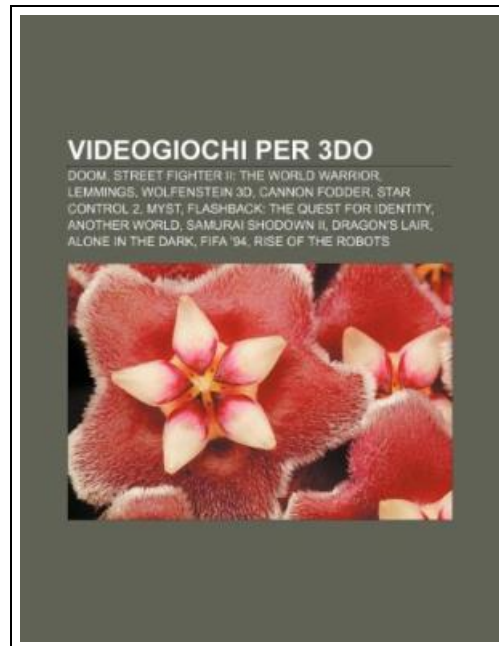 VIDEOGIOCHI PER 3DO
DOOM, STREET FIGHTER II: THE WORLD WARRIOR,
LEMMINGS, WOLFENSTEIN 3D, CANNON FODDER, STAR
CONTROL 2, MYST, FLASHBACK: THE QUEST FOR IDENTITY,
ANOTHER WORLD, SAMURAI SHODOWN II, DRAGON'S LAIR,
ALONE IN THE DARK, FIFA '94, RISE OF THE ROBOTS